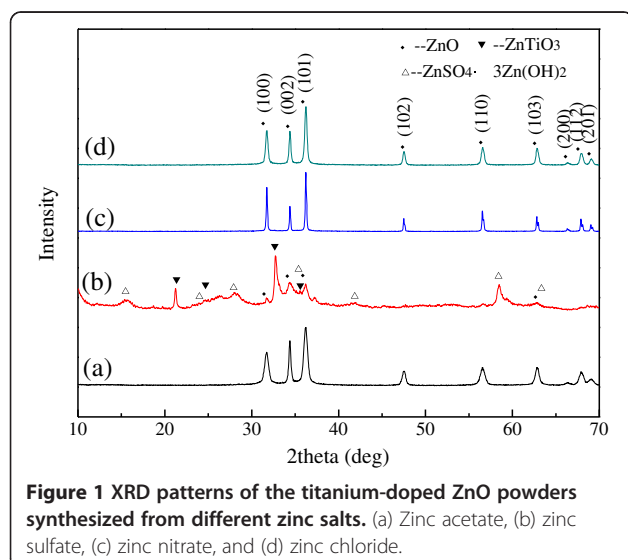 ⬥ --ZnO ▼ --ZnTiO3
△--ZnSO4· 3Zn(OH)2
(100)
(002)
(101)
(102)
(110)
(103)
(200)
(112)
(201)
(d)
(c)
(b)
(a)
Intensity
10 20 30 40 50 60 70
2theta (deg)
Figure 1 XRD patterns of the titanium-doped ZnO powders
synthesized from different zinc salts. (a) Zinc acetate, (b) zinc
sulfate, (c) zinc nitrate, and (d) zinc chloride.